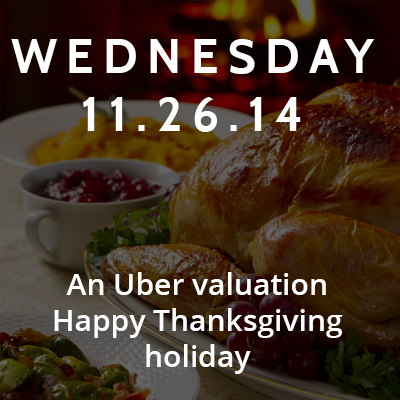 WEDNESDAY
11.26.14
An Uber valuation
Happy Thanksgiving
holiday